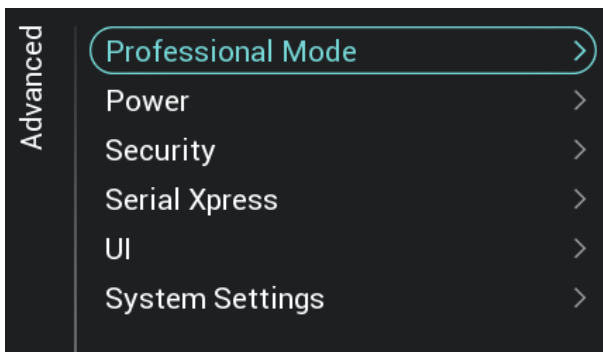 Advanced
Professional Mode
Power
Security
Serial Xpress
UI
System Settings